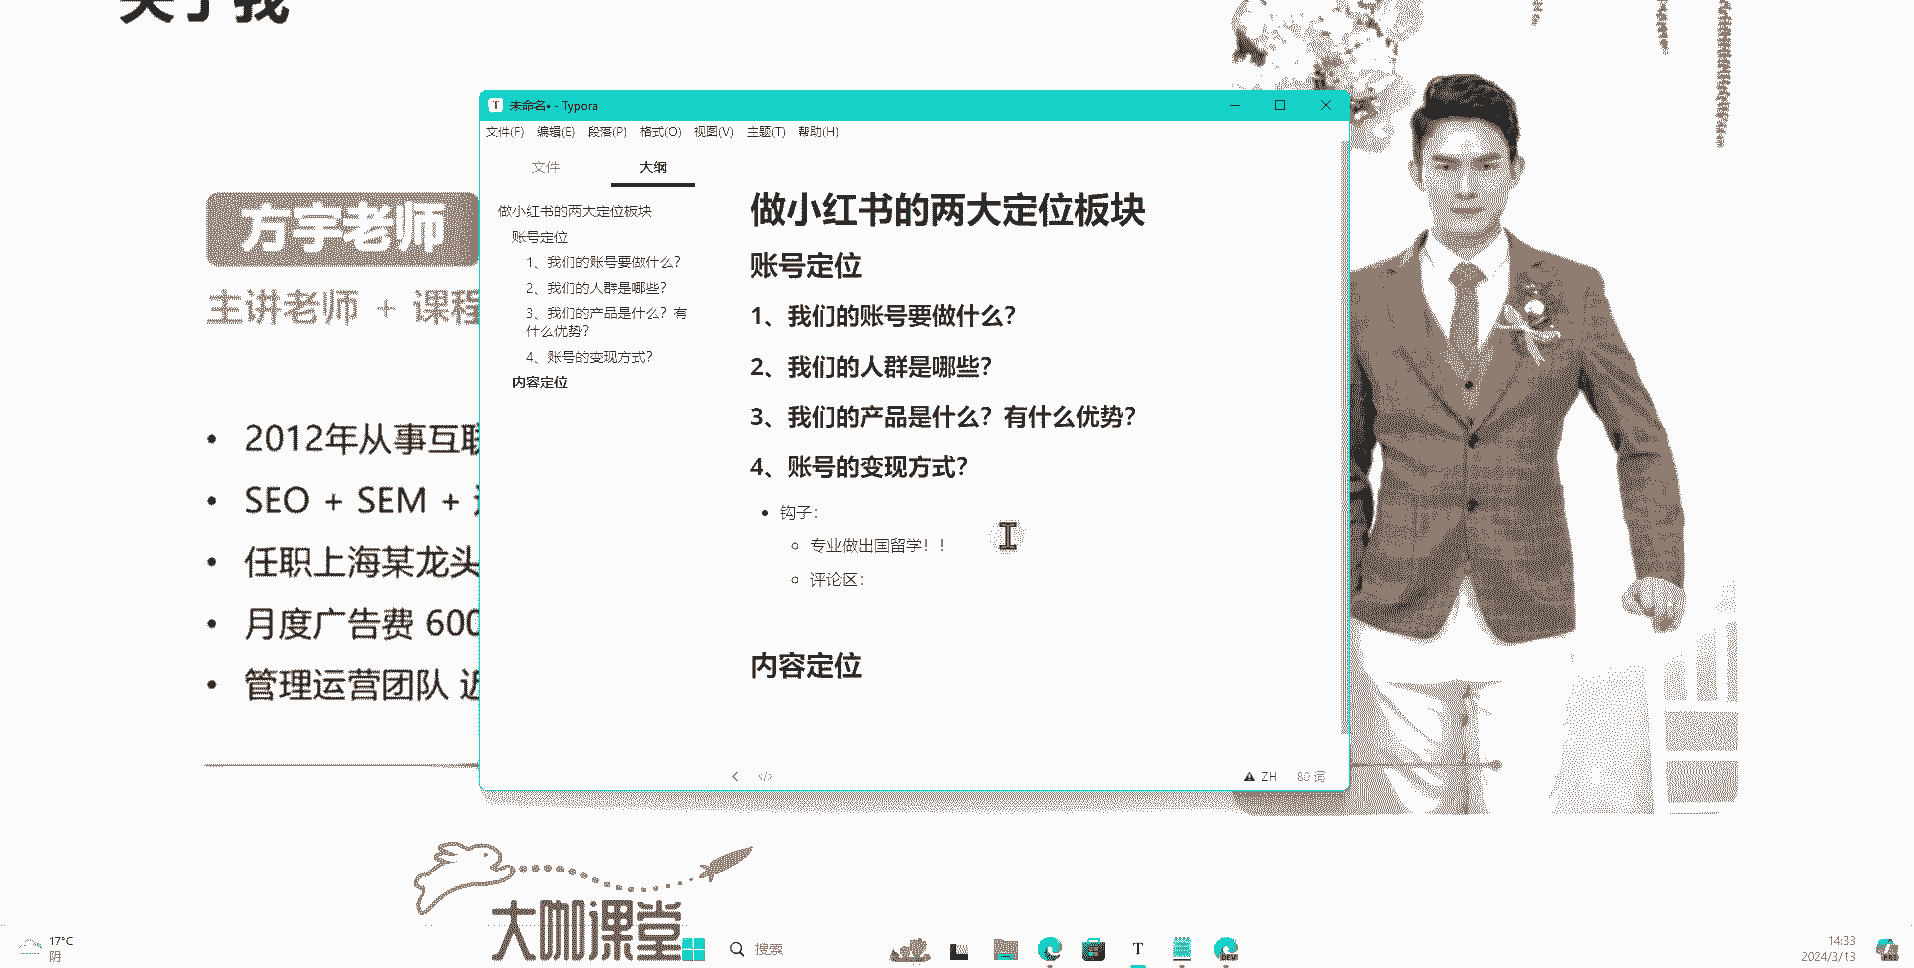 关于我
未命名• - Typora
文件(F) 编辑(E) 段落(P) 格式(O) 视图(V) 主题(T) 帮助(H)
文件 大纲
做小红书的两大定位板块
账号定位
1、我们的账号要做什么？
2、我们的人群是哪些？
3、我们的产品是什么？有
什么优势？
4、账号的变现方式？
内容定位
做小红书的两大定位板块
账号定位
1、我们的账号要做什么？
2、我们的人群是哪些？
3、我们的产品是什么？有什么优势？
4、账号的变现方式？
钩子：
专业做出国留学！！
评论区：
内容定位
</> ZH 80 词
方宇老师
主讲老师 + 课程
• 2012年从事互联
• SEO + SEM +
• 任职上海某龙头
• 月度广告费 600
• 管理运营团队 近
大咖课堂
17°C
阴
搜索
T
DEV
14:33
2024/3/13
PRE